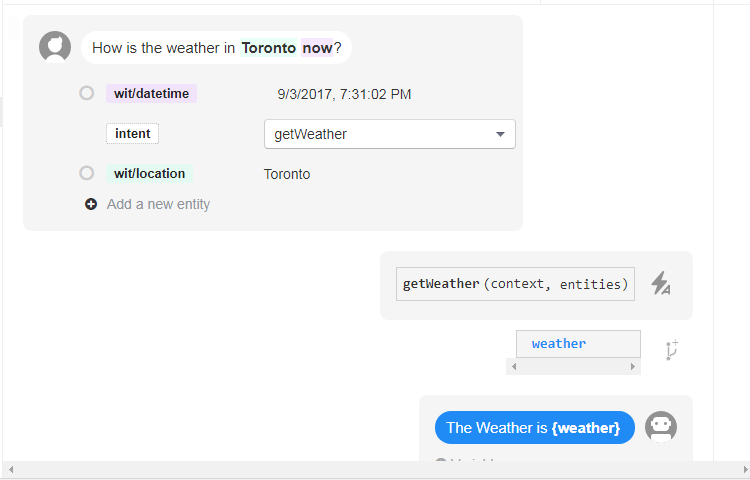 How is the weather in Toronto now?
wit/datetime 9/3/2017, 7:31:02 PM
intent getWeather
wit/location Toronto
Add a new entity
getWeather(context, entities)
weather
The Weather is {weather}